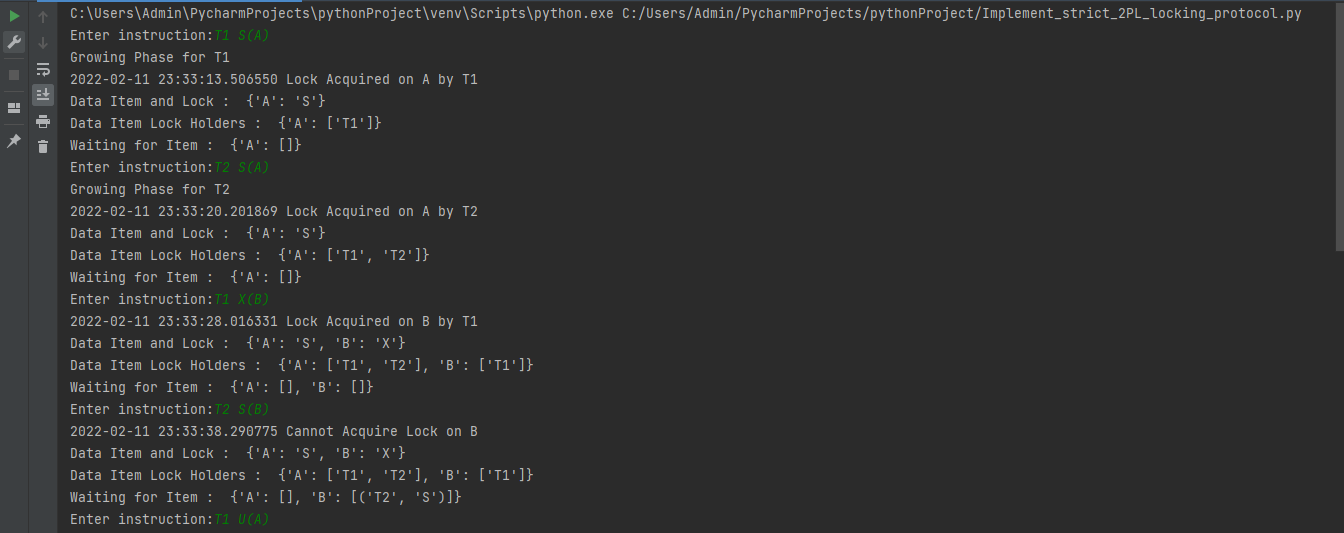 C:\Users\Admin\PycharmProjects\pythonProject\venv\Scripts\python.exe C:/Users/Admin/PycharmProjects/pythonProject/Implement_strict_2PL_locking_protocol.py
Enter instruction:T1 S(A)
Growing Phase for T1
2022-02-11 23:33:13.506550 Lock Acquired on A by T1
Data Item and Lock :  {'A': 'S'}
Data Item Lock Holders :  {'A': ['T1']}
Waiting for Item :  {'A': []}
Enter instruction:T2 S(A)
Growing Phase for T2
2022-02-11 23:33:20.201869 Lock Acquired on A by T2
Data Item and Lock :  {'A': 'S'}
Data Item Lock Holders :  {'A': ['T1', 'T2']}
Waiting for Item :  {'A': []}
Enter instruction:T1 X(B)
2022-02-11 23:33:28.016331 Lock Acquired on B by T1
Data Item and Lock :  {'A': 'S', 'B': 'X'}
Data Item Lock Holders :  {'A': ['T1', 'T2'], 'B': ['T1']}
Waiting for Item :  {'A': [], 'B': []}
Enter instruction:T2 S(B)
2022-02-11 23:33:38.290775 Cannot Acquire Lock on B
Data Item and Lock :  {'A': 'S', 'B': 'X'}
Data Item Lock Holders :  {'A': ['T1', 'T2'], 'B': ['T1']}
Waiting for Item :  {'A': [], 'B': [('T2', 'S')]}
Enter instruction:T1 U(A)